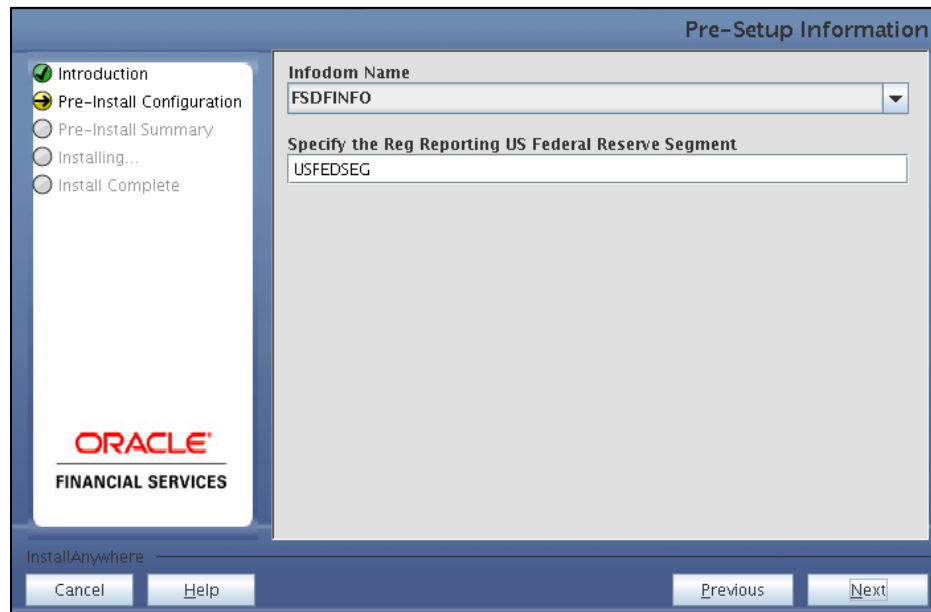 Pre-Setup Information
Introduction
Pre-Install Configuration
Pre-Install Summary
Installing...
Install Complete
ORACLE'
FINANCIAL SERVICES
Infodom Name
FSDFINFO
Specify the Reg Reporting US Federal Reserve Segment
USFEDSEG
InstallAnywhere
Cancel
Help
Previous
Next